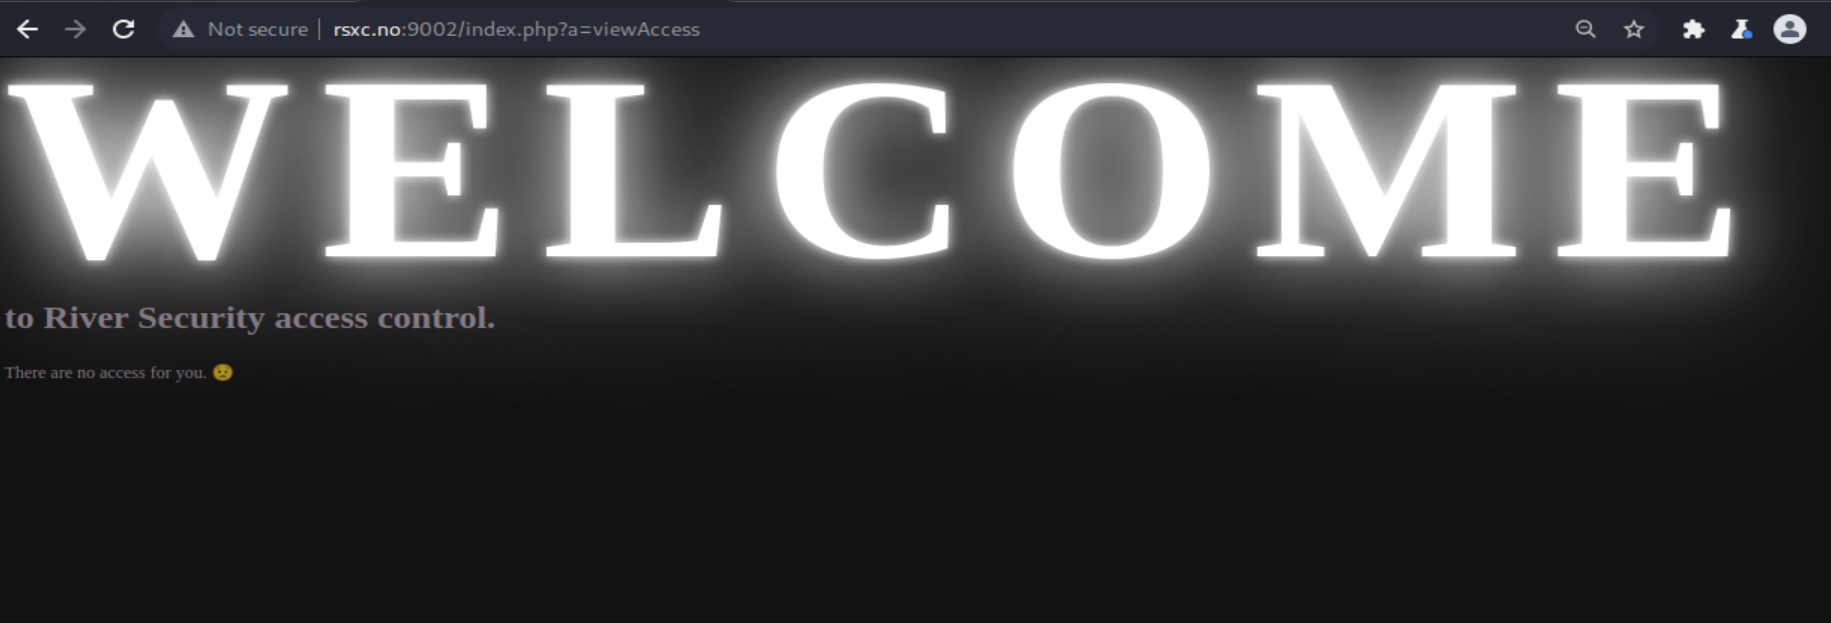 Not secure rsxc.no:9002/index.php?a=viewAccess
WELCOME
to River Security access control.
There are no access for you. 😟